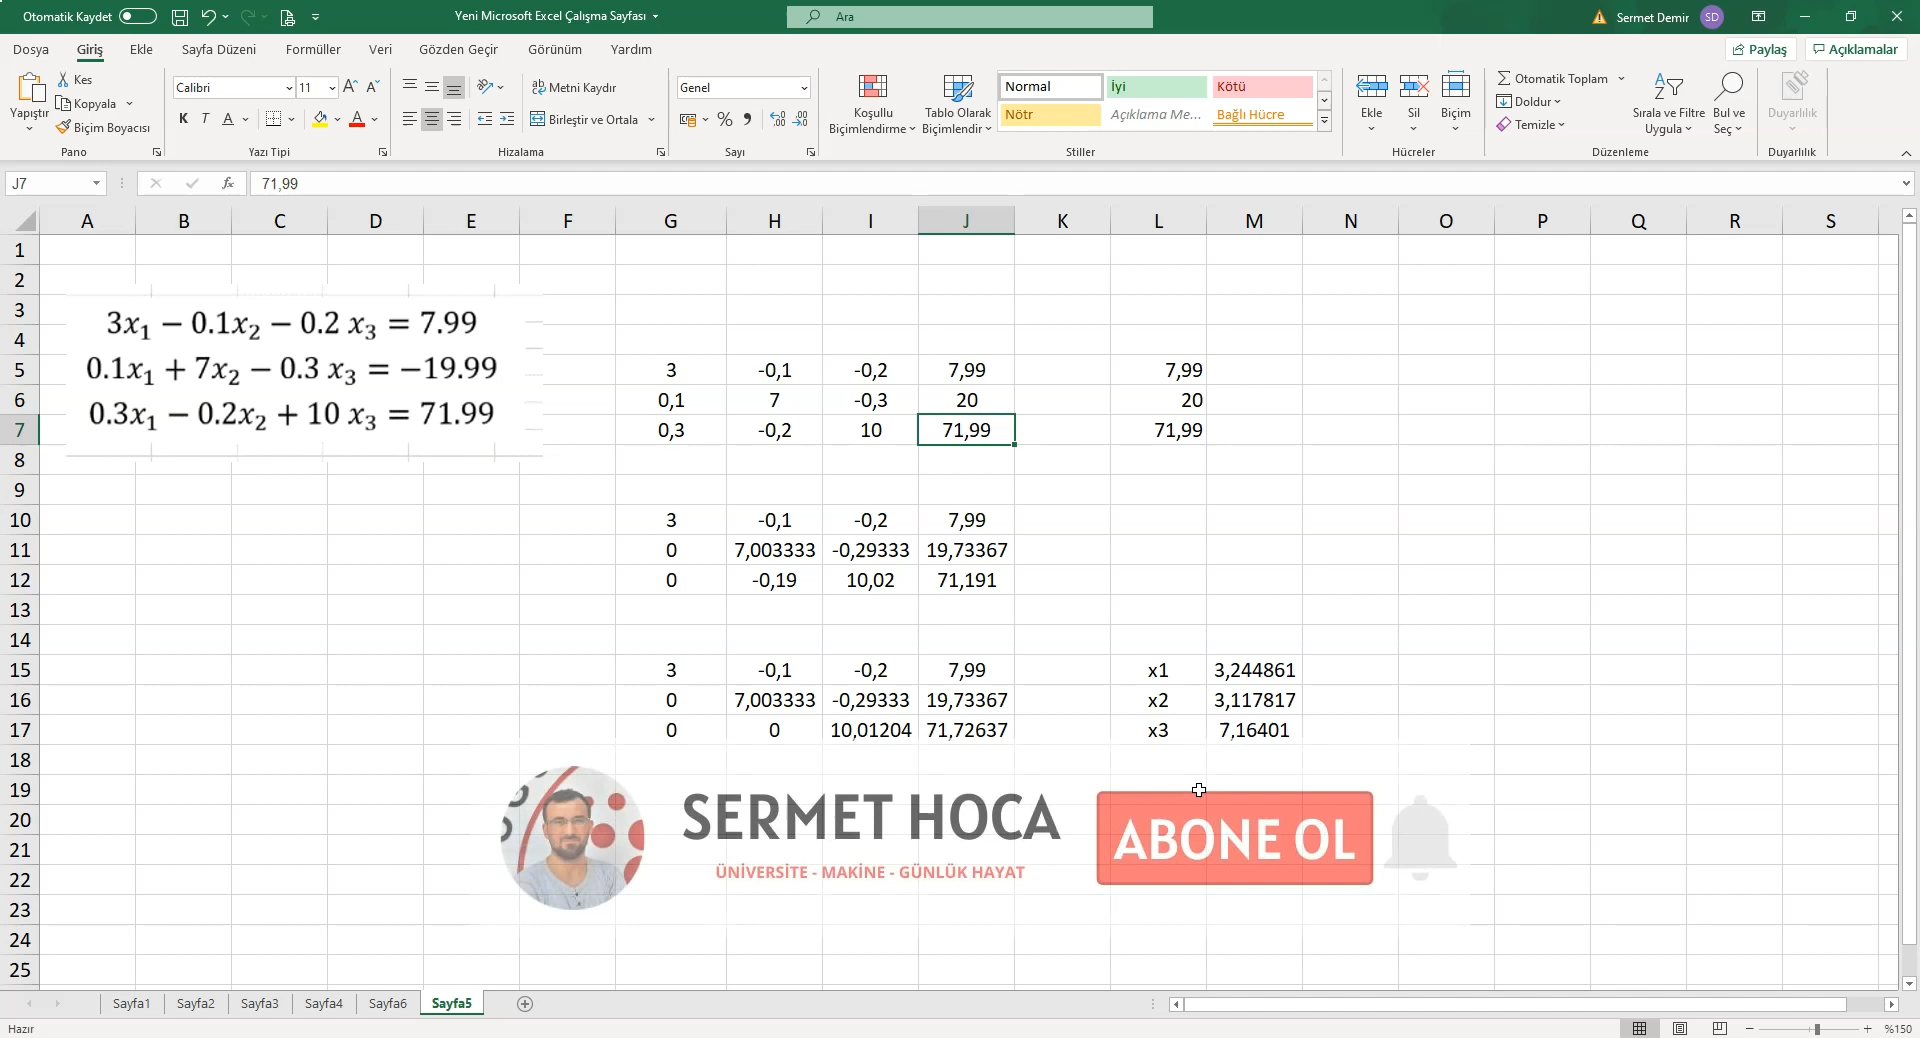 Otomatik Kaydet
Yeni Microsoft Excel Çalışma Sayfası
Ara
Sermet Demir
SD
Dosya Giriş Ekle Sayfa Düzeni Formüller Veri Gözden Geçir Görünüm Yardım
Paylaş Açıklamalar
Yapıştır
Kes
Kopyala
Biçim Boyacısı
Pano
Calibri 11
K T A
Yazı Tipi
Metni Kaydır
Birleştir ve Ortala
Hizalama
Genel
Sayı
Koşullu Biçimlendirme
Tablo Olarak Biçimlendir
Normal İyi Kötü
Nötr Açıklama Me... Bağlı Hücre
Stiller
Ekle Sil Biçim
Hücreler
Otomatik Toplam
Doldur
Temizle
Sırala ve Filtre Uygula
Bul ve Seç
Düzenleme
Duyarlılık
Duyarlılık
J7 fx 71,99
A B C D E F G H I J K L M N O P Q R S
1
2
3
4
3x₁ − 0.1x₂ − 0.2 x₃ = 7.99
0.1x₁ + 7x₂ − 0.3 x₃ = −19.99
0.3x₁ − 0.2x₂ + 10 x₃ = 71.99
5 3 -0,1 -0,2 7,99 7,99
6 0,1 7 -0,3 20 20
7 0,3 -0,2 10 71,99 71,99
8
9
10 3 -0,1 -0,2 7,99
11 0 7,003333 -0,29333 19,73367
12 0 -0,19 10,02 71,191
13
14
15 3 -0,1 -0,2 7,99 x1 3,244861
16 0 7,003333 -0,29333 19,73367 x2 3,117817
17 0 0 10,01204 71,72637 x3 7,16401
18
19
20
21
22
23
24
25
SERMET HOCA
ÜNİVERSİTE - MAKİNE - GÜNLÜK HAYAT
ABONE OL
Sayfa1 Sayfa2 Sayfa3 Sayfa4 Sayfa6 Sayfa5
Hazır
%150